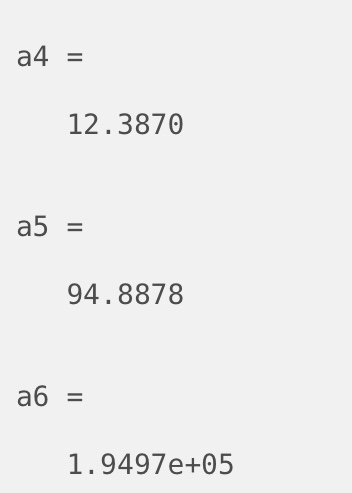 a4 =
12.3870
a5 =
94.8878
a6 =
1.9497e+05